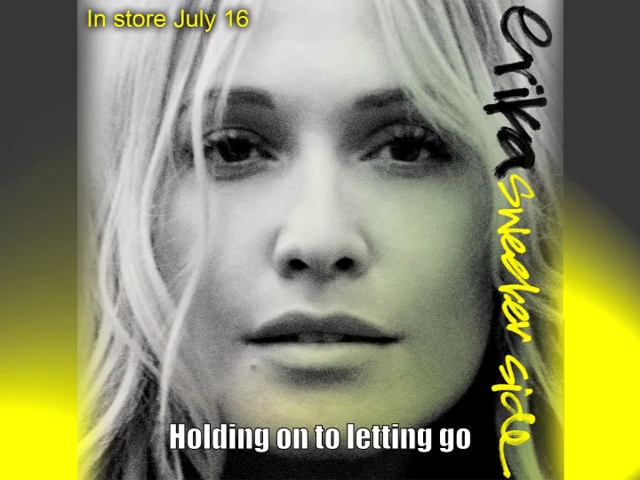 In store July 16
erika
sweeter side
Holding on to letting go